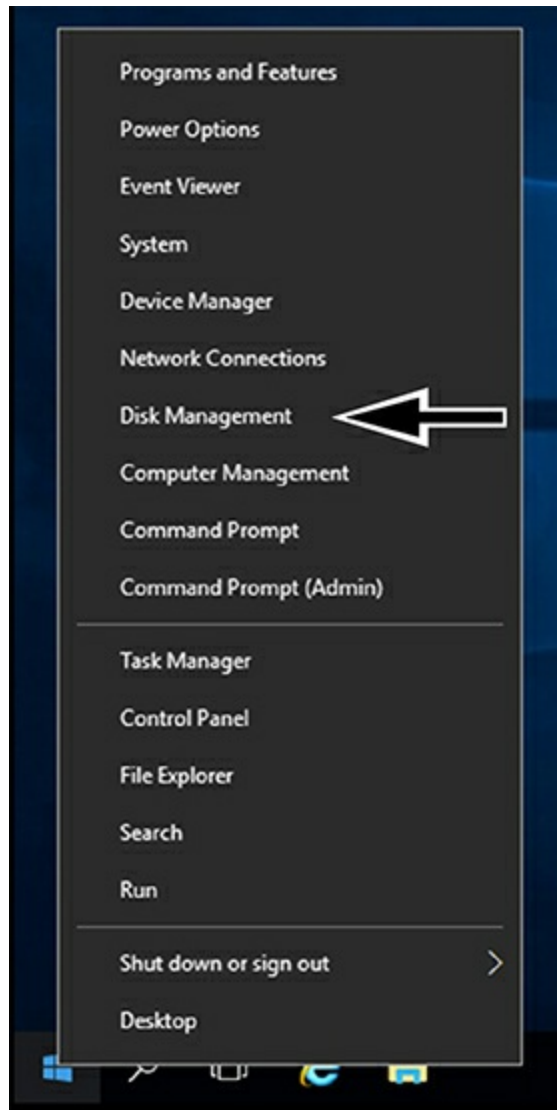 Programs and Features
Power Options
Event Viewer
System
Device Manager
Network Connections
Disk Management
Computer Management
Command Prompt
Command Prompt (Admin)
Task Manager
Control Panel
File Explorer
Search
Run
Shut down or sign out
Desktop